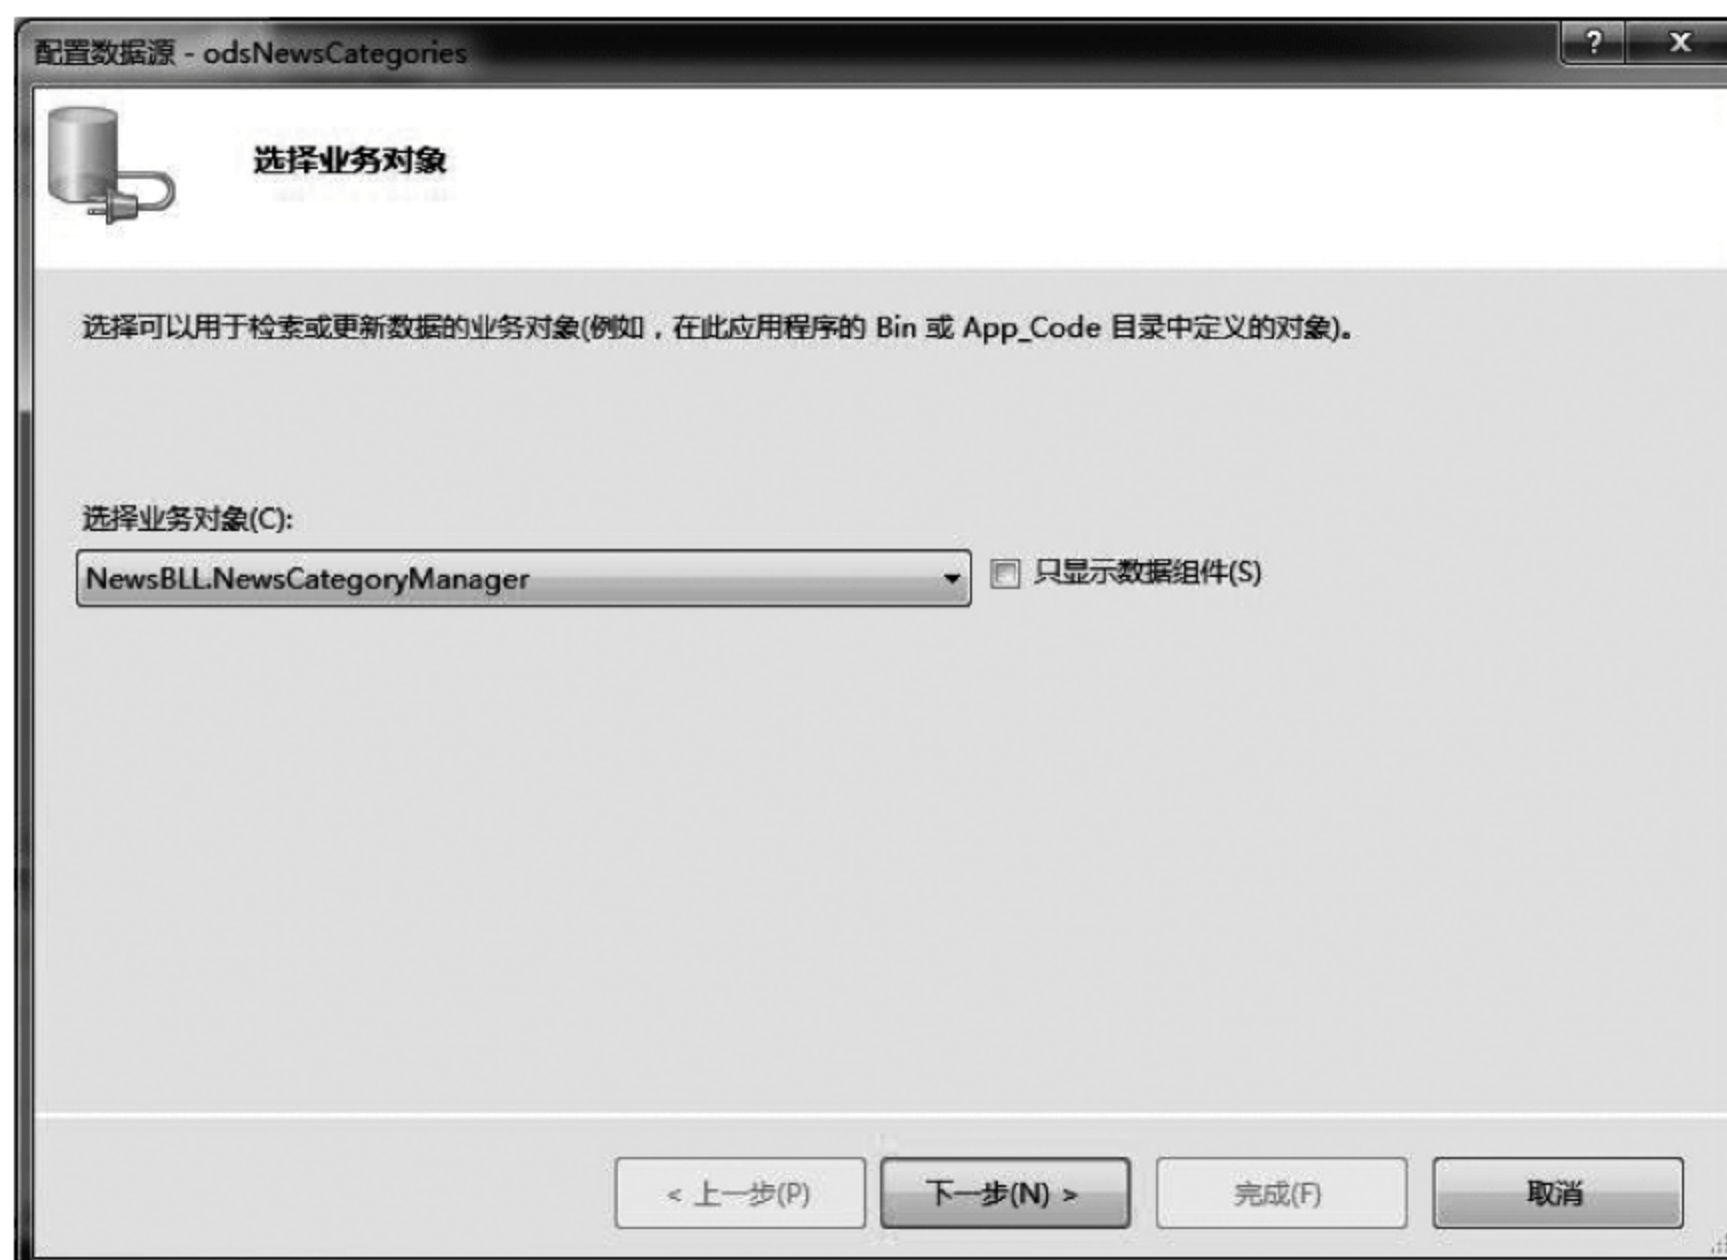 配置数据源 - odsNewsCategories
? X
选择业务对象
选择可以用于检索或更新数据的业务对象(例如，在此应用程序的 Bin 或 App_Code 目录中定义的对象)。
选择业务对象(C):
NewsBLL.NewsCategoryManager
只显示数据组件(S)
< 上一步(P) 下一步(N) > 完成(F) 取消